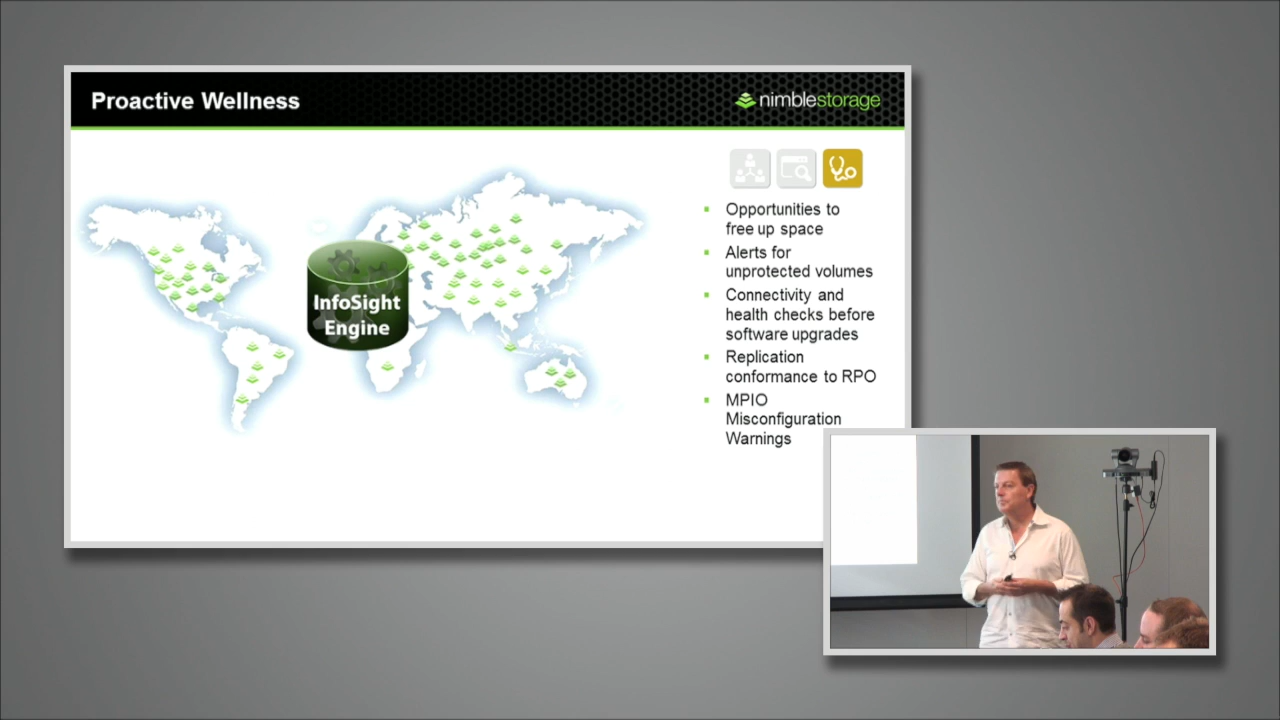 Proactive Wellness
nimblestorage
InfoSight
Engine
Opportunities to
free up space
Alerts for
unprotected volumes
Connectivity and
health checks before
software upgrades
Replication
conformance to RPO
MPIO
Misconfiguration
Warnings